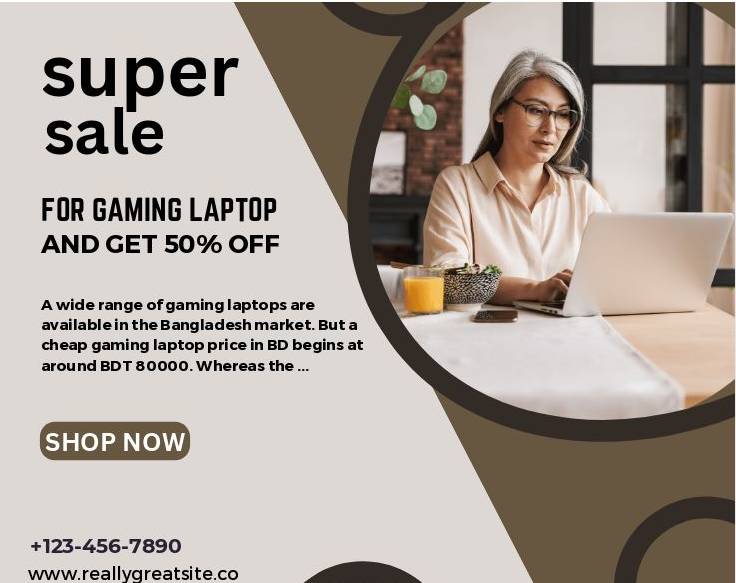 super
sale
FOR GAMING LAPTOP
AND GET 50% OFF
A wide range of gaming laptops are
available in the Bangladesh market. But a
cheap gaming laptop price in BD begins at
around BDT 80000. Whereas the ...
SHOP NOW
+123-456-7890
www.reallygreatsite.co